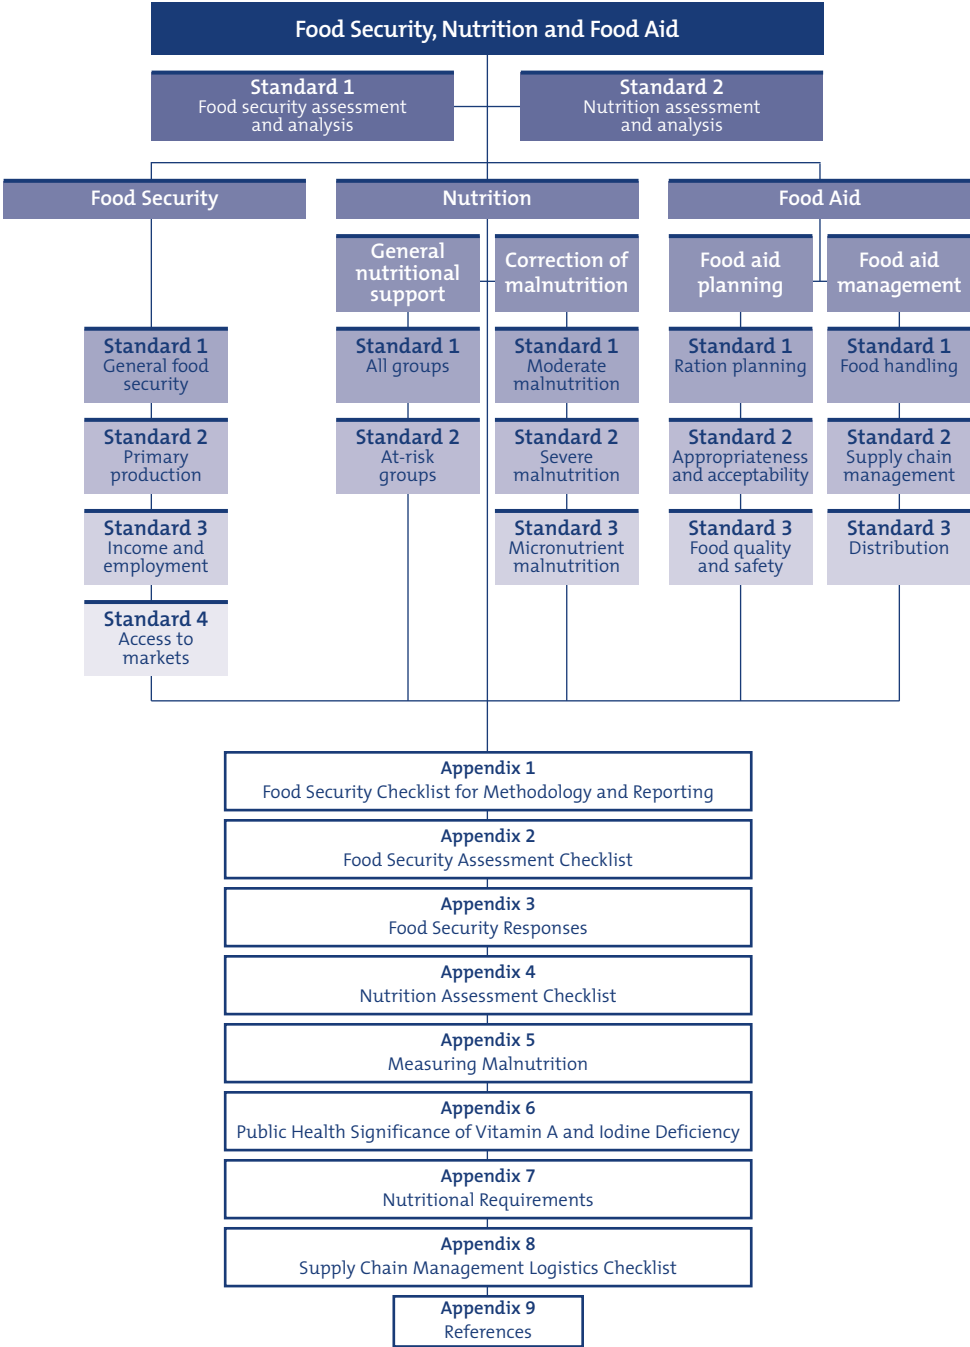 Food Security, Nutrition and Food Aid
Standard 1
Food security assessment
and analysis
Standard 2
Nutrition assessment
and analysis
Food Security
Nutrition
Food Aid
General
nutritional
support
Correction of
malnutrition
Food aid
planning
Food aid
management
Standard 1
General food
security
Standard 2
Primary
production
Standard 3
Income and
employment
Standard 4
Access to
markets
Standard 1
All groups
Standard 2
At-risk
groups
Standard 1
Moderate
malnutrition
Standard 2
Severe
malnutrition
Standard 3
Micronutrient
malnutrition
Standard 1
Ration planning
Standard 2
Appropriateness
and acceptability
Standard 3
Food quality
and safety
Standard 1
Food handling
Standard 2
Supply chain
management
Standard 3
Distribution
Appendix 1
Food Security Checklist for Methodology and Reporting
Appendix 2
Food Security Assessment Checklist
Appendix 3
Food Security Responses
Appendix 4
Nutrition Assessment Checklist
Appendix 5
Measuring Malnutrition
Appendix 6
Public Health Significance of Vitamin A and Iodine Deficiency
Appendix 7
Nutritional Requirements
Appendix 8
Supply Chain Management Logistics Checklist
Appendix 9
References